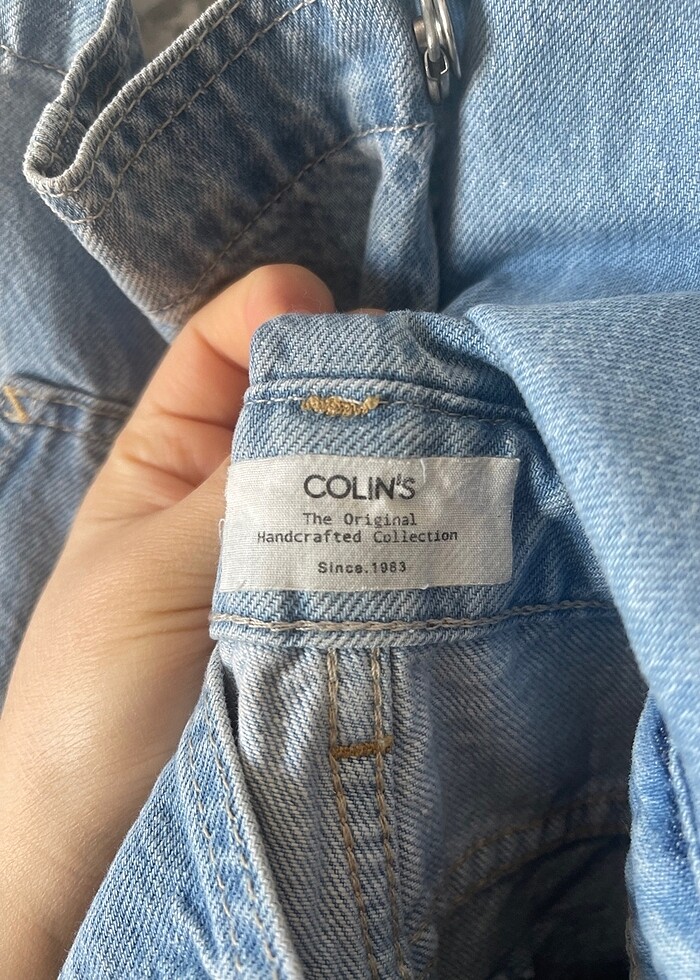 COLIN'S
The Original
Handcrafted Collection
Since.1983